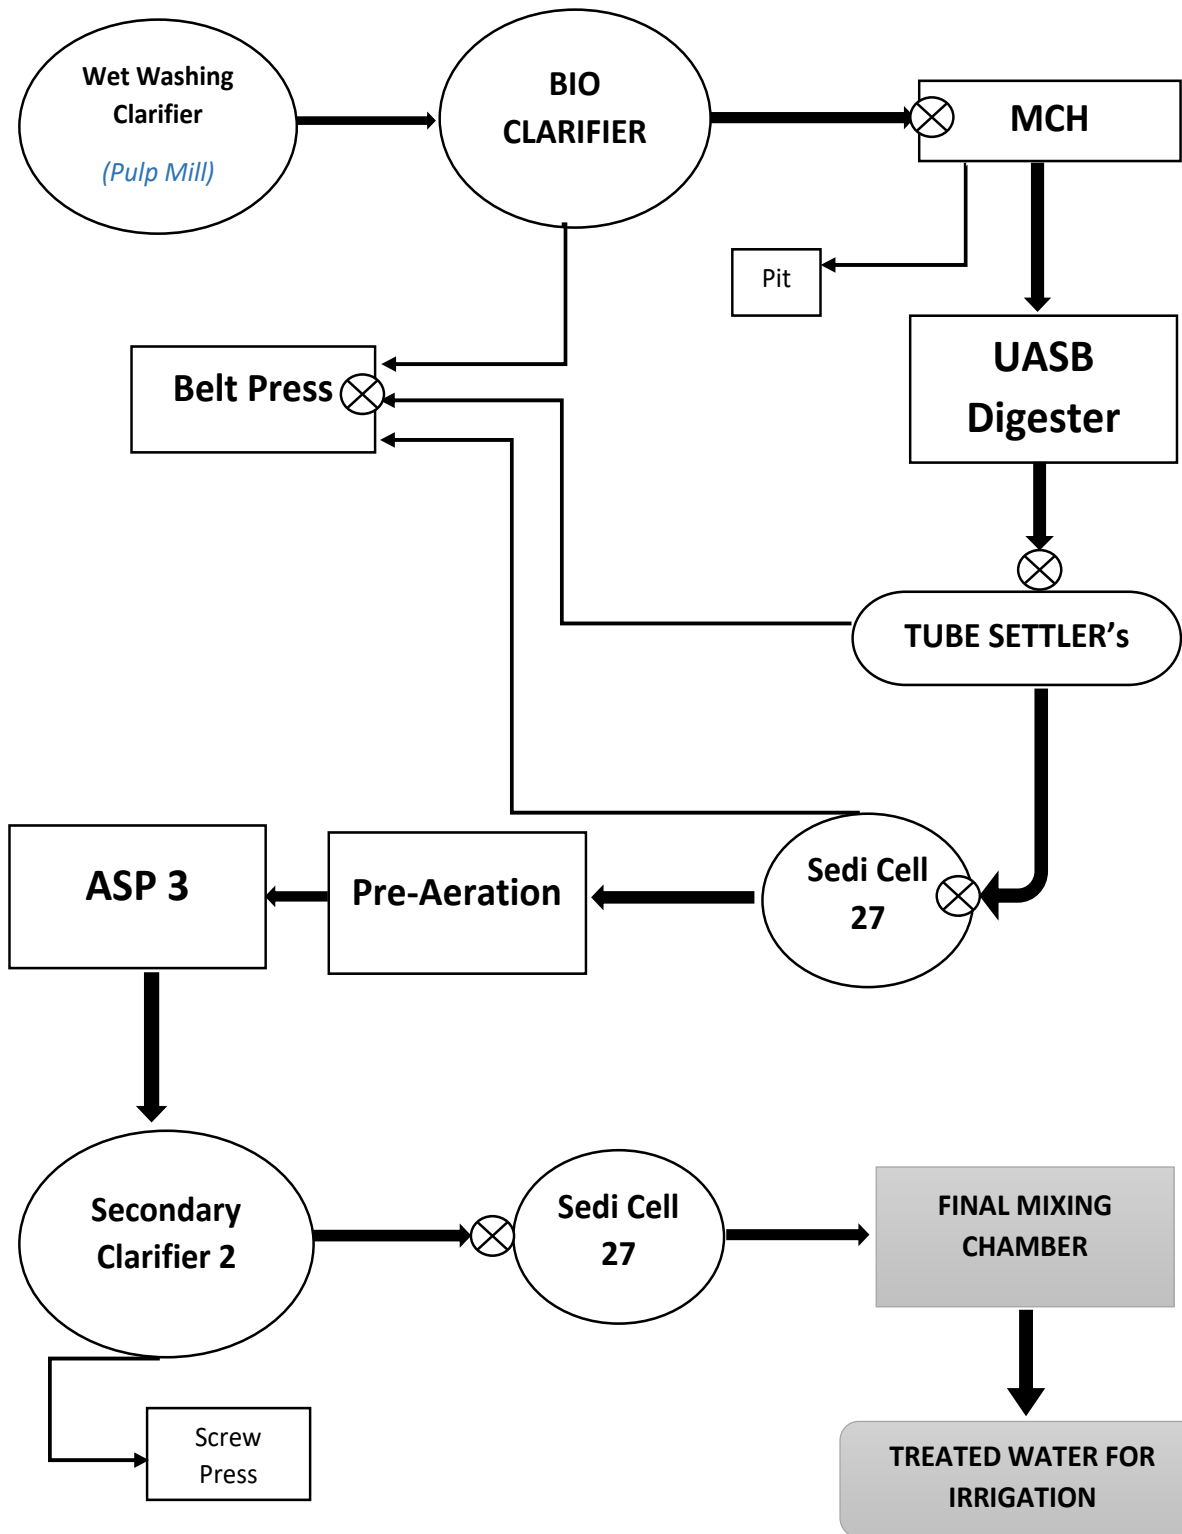 Wet Washing
Clarifier
(Pulp Mill)
BIO
CLARIFIER
MCH
Pit
Belt Press
UASB
Digester
TUBE SETTLER's
ASP 3
Pre-Aeration
Sedi Cell
27
Secondary
Clarifier 2
Sedi Cell
27
FINAL MIXING
CHAMBER
Screw
Press
TREATED WATER FOR
IRRIGATION